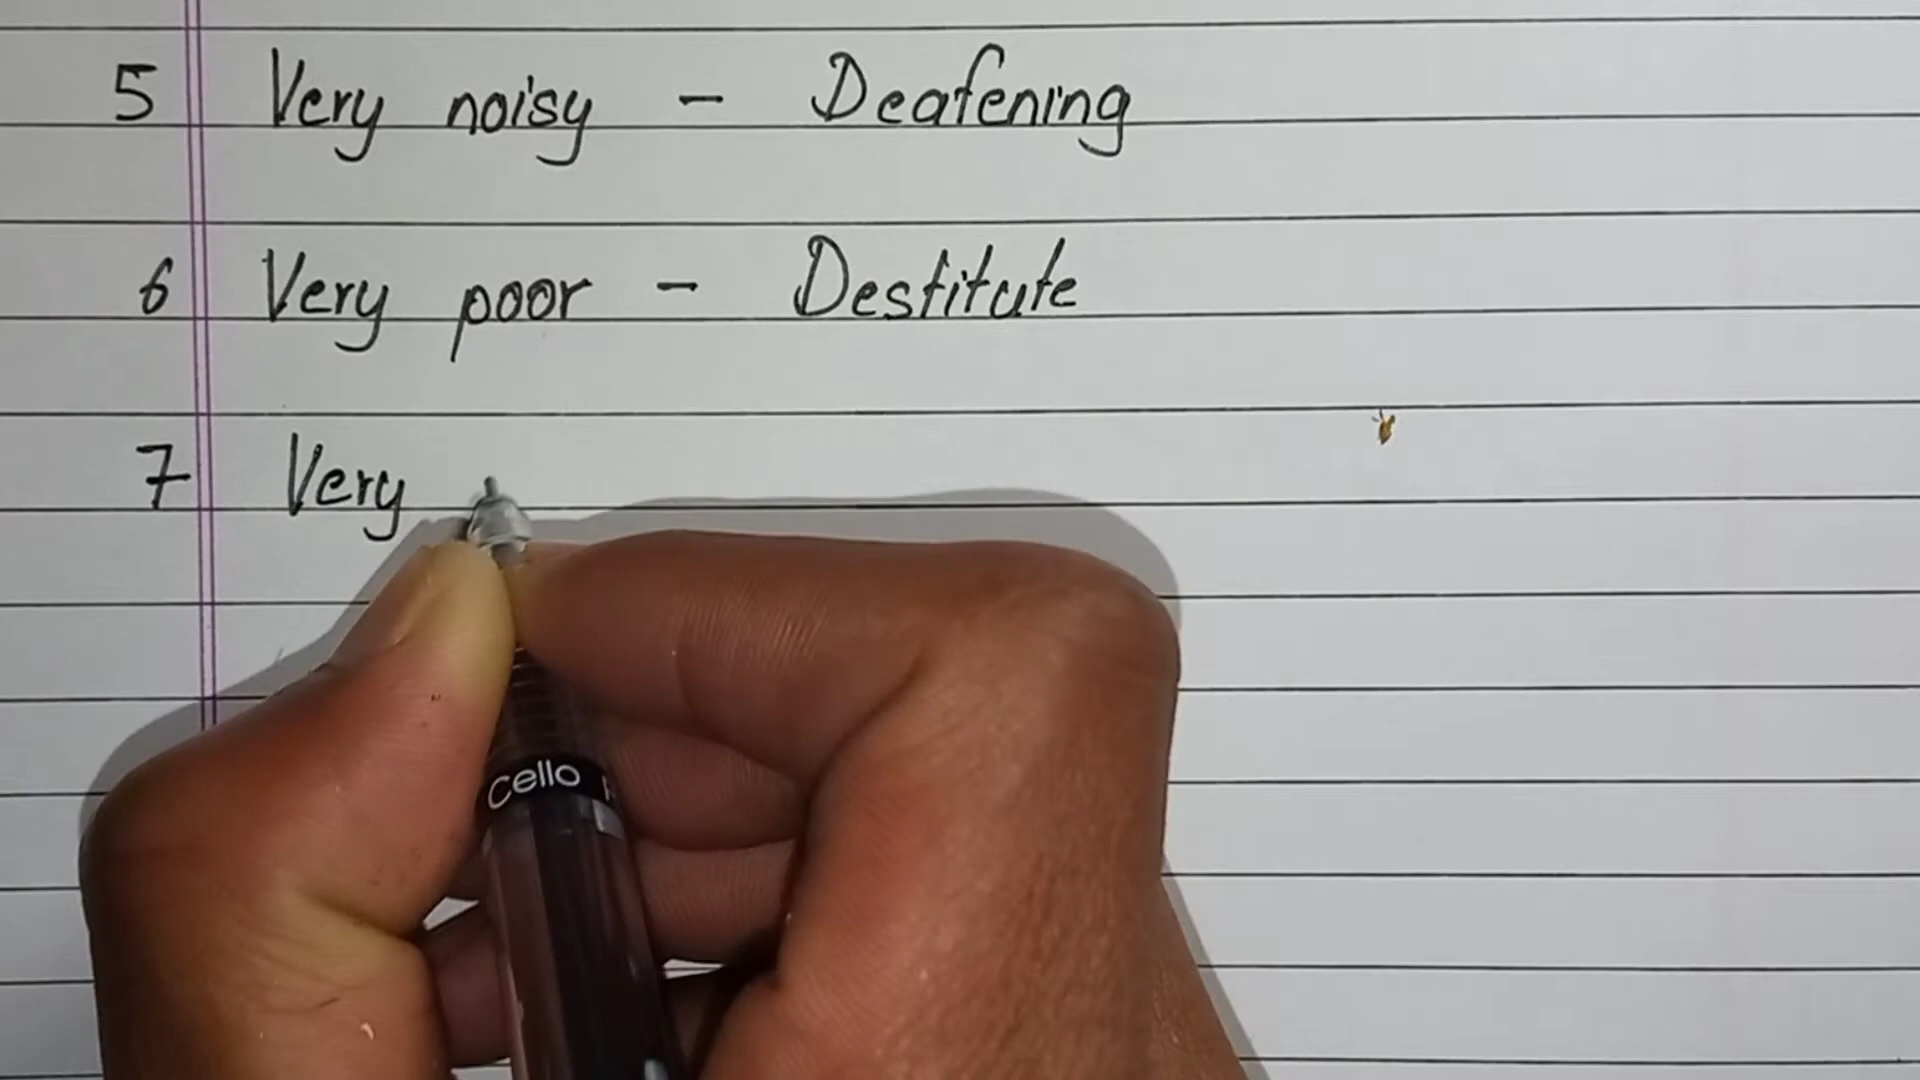 5 Very noisy - Deafening
6 Very poor - Destitute
7 Very
cello